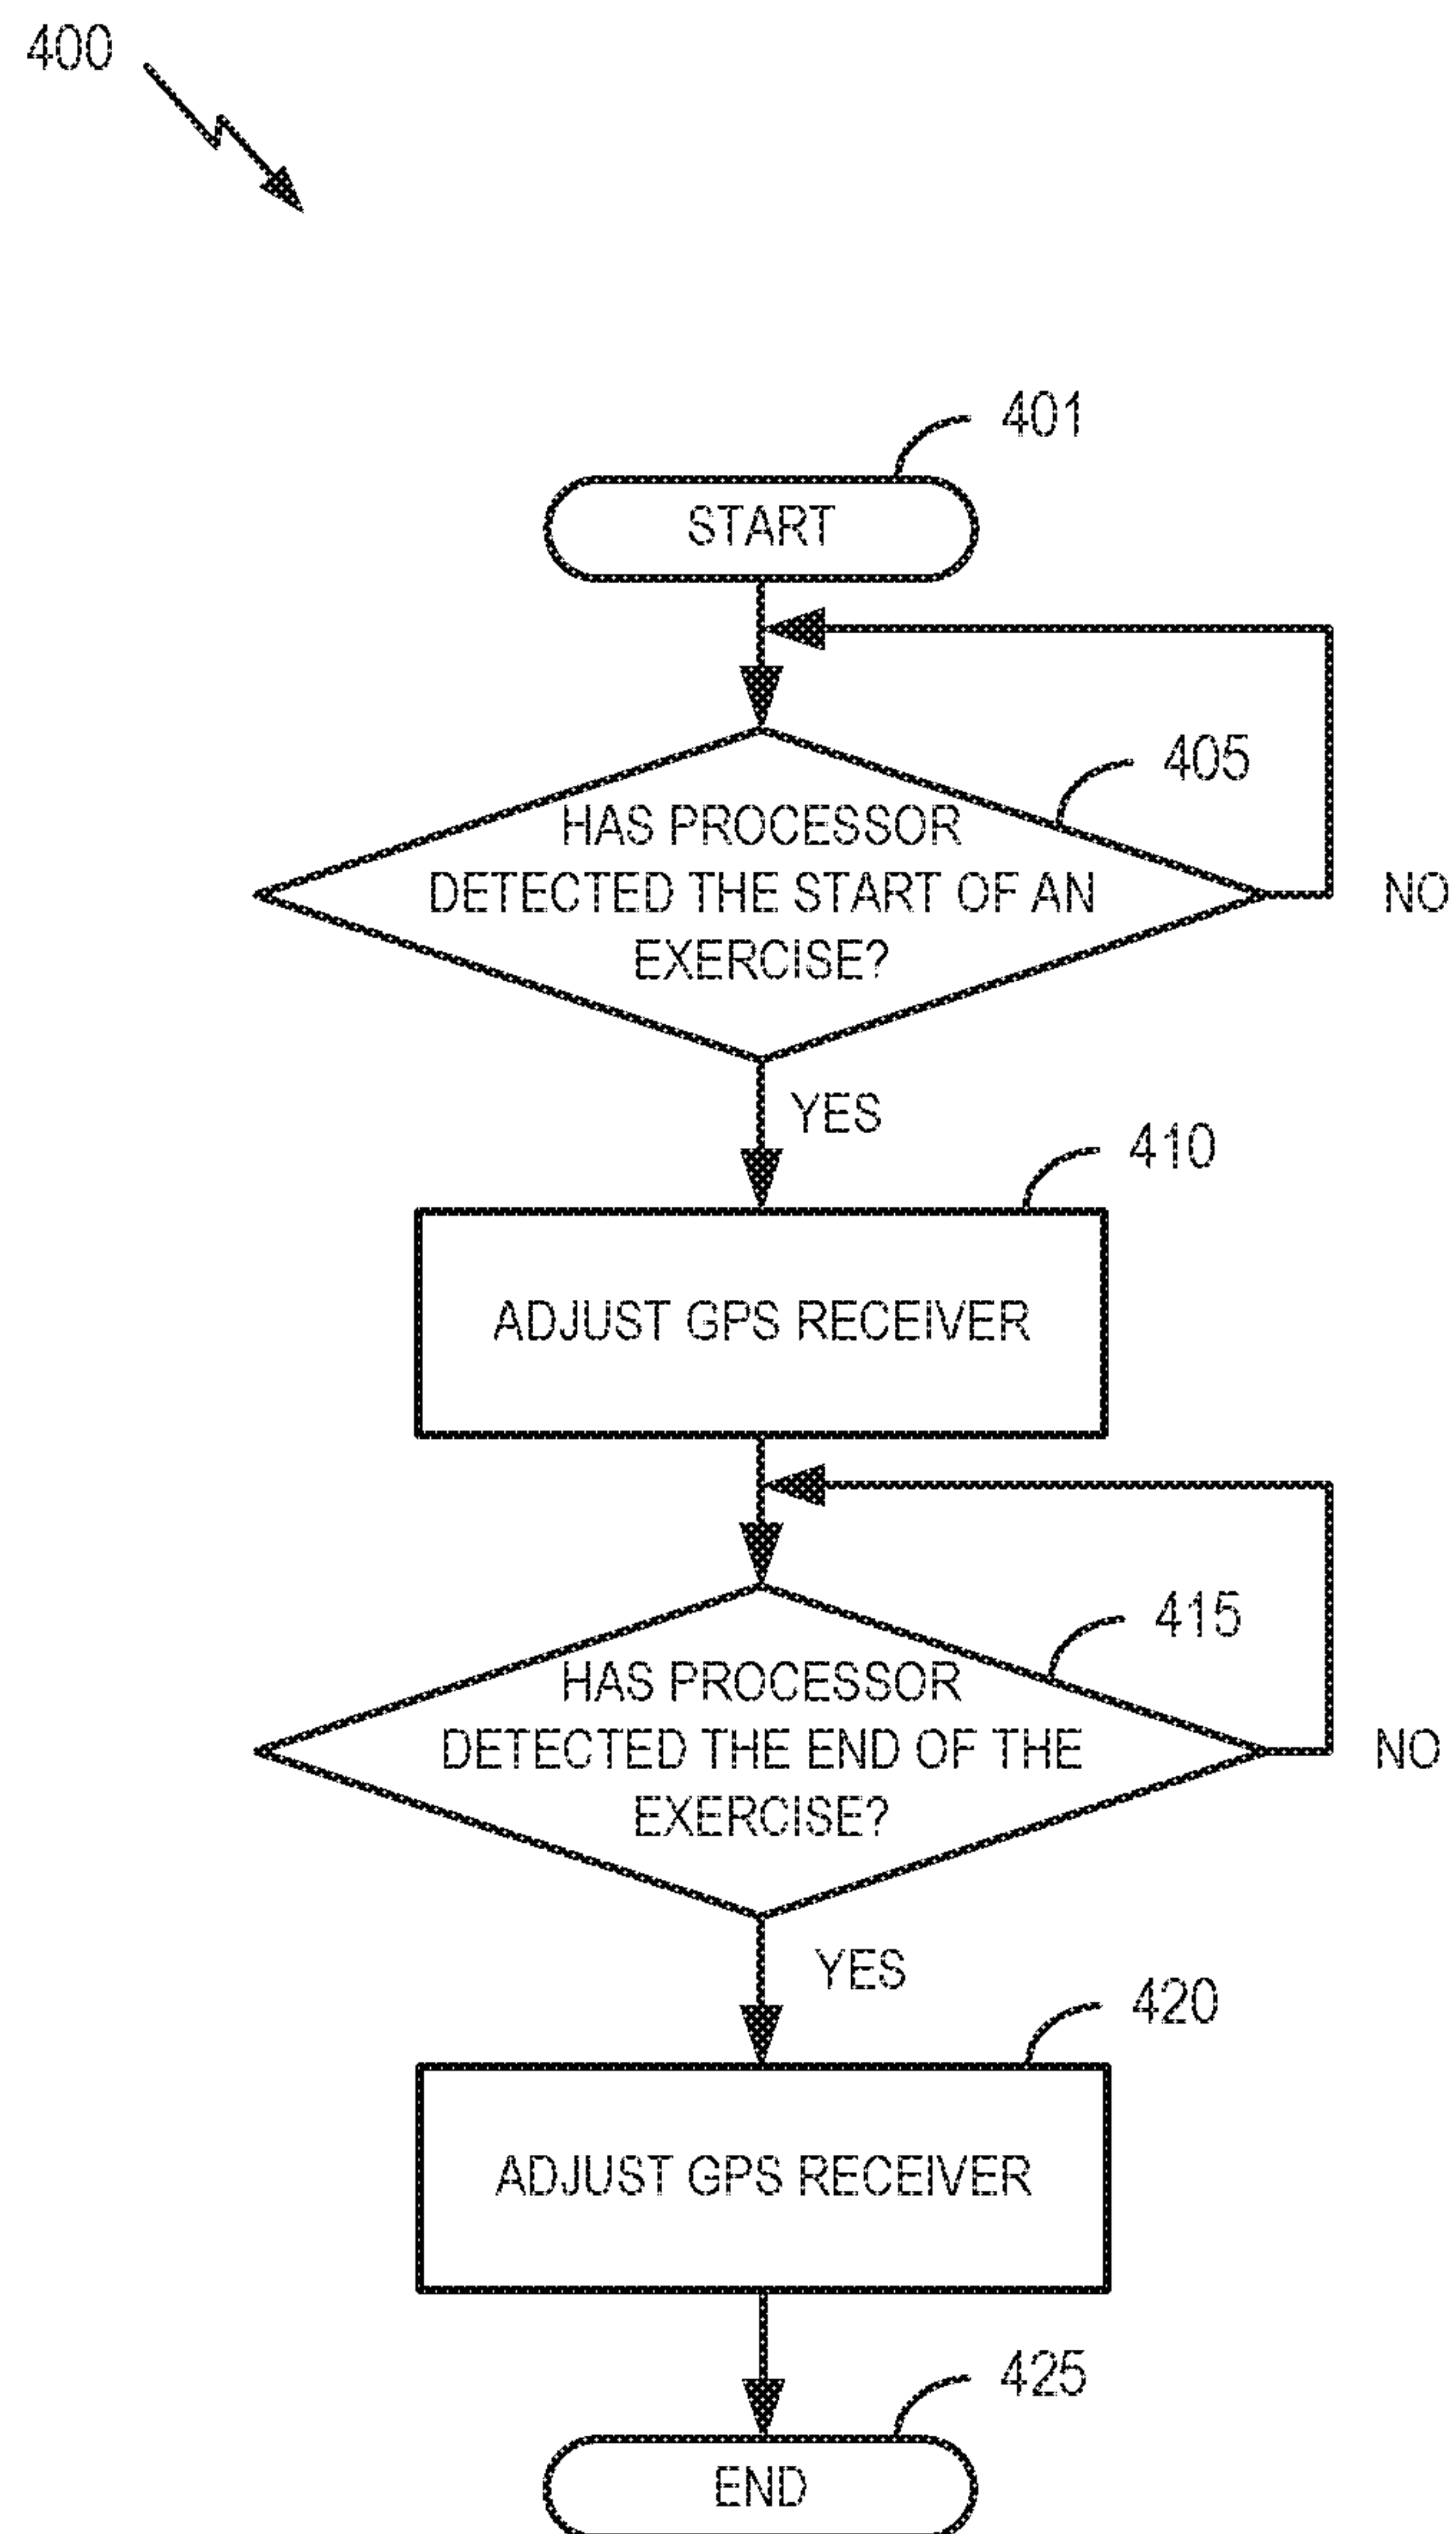 400
401
START
405
HAS PROCESSOR
DETECTED THE START OF AN
EXERCISE?
NO
YES
410
ADJUST GPS RECEIVER
415
HAS PROCESSOR
DETECTED THE END OF THE
EXERCISE?
NO
YES
420
ADJUST GPS RECEIVER
425
END